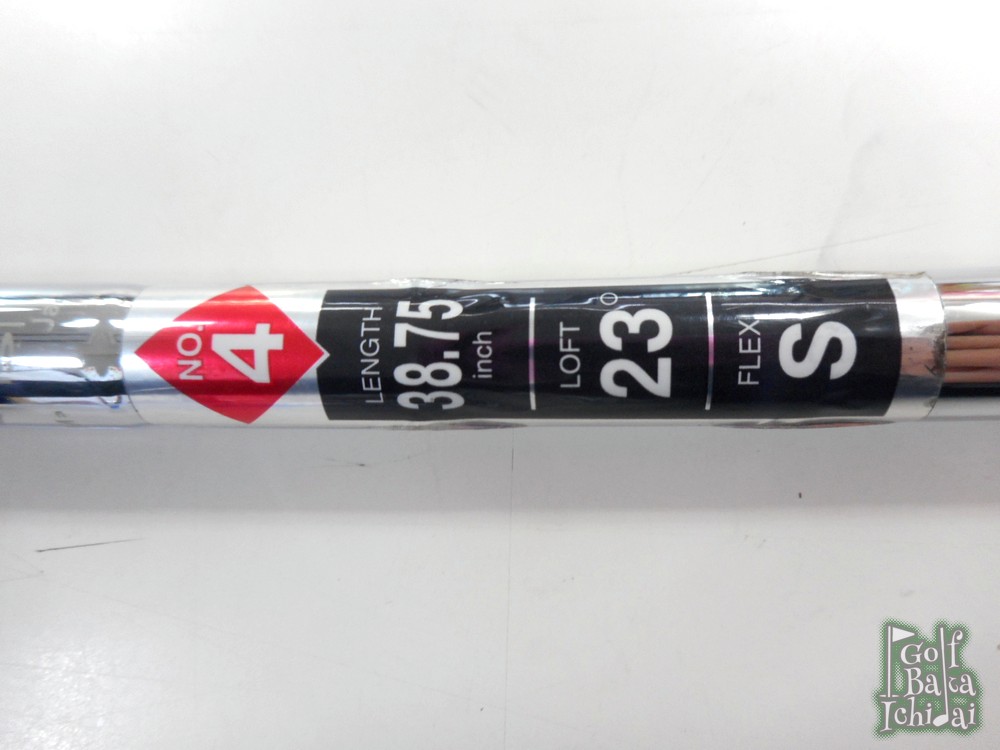 NO.
4
LENGTH
38.75
inch
LOFT
23°
FLEX
S
Golf
Baka
Ichidai